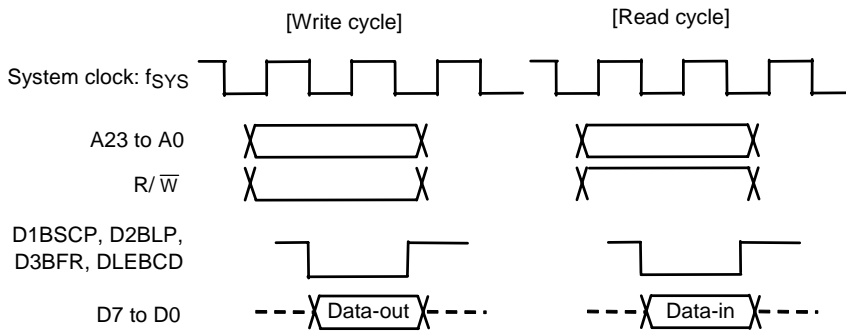 [Write cycle]
[Read cycle]
System clock: fSYS
A23 to A0
R/ W̅
D1BSCP, D2BLP,
D3BFR, DLEBCD
D7 to D0
Data-out
Data-in